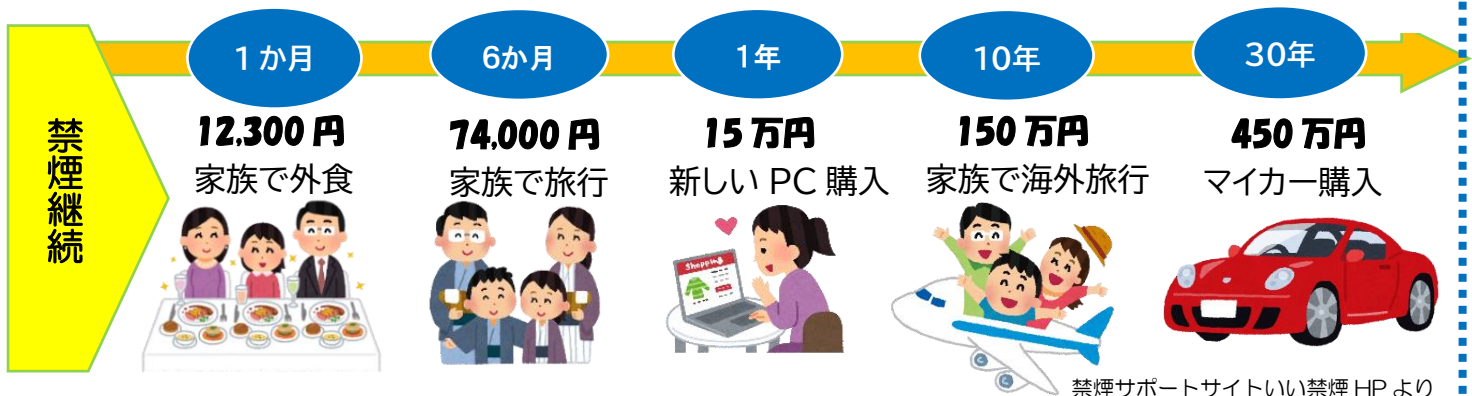 禁煙継続
1か月
6か月
1年
10年
30年
12,300円
74,000円
15万円
150万円
450万円
家族で外食
家族で旅行
新しいPC購入
家族で海外旅行
マイカー購入
Shopping
禁煙サポートサイトいい禁煙HPより